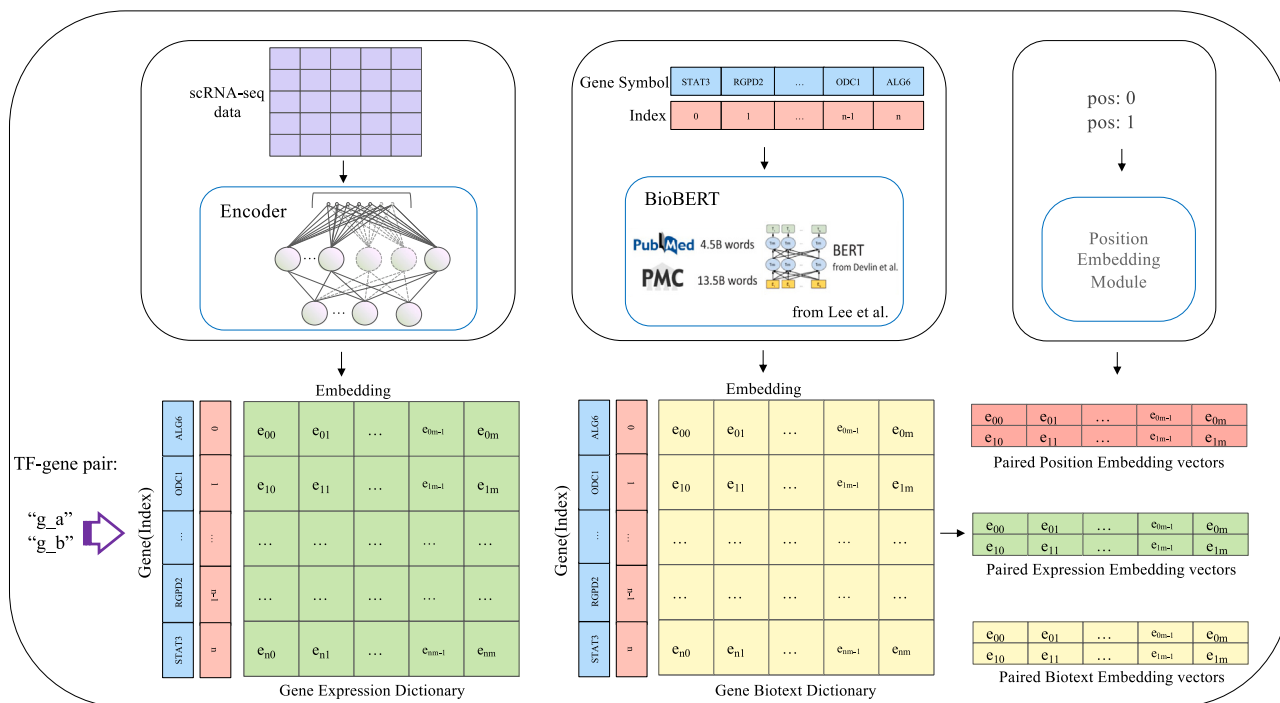 scRNA-seq
data
Encoder
Gene Symbol
STAT3 RGPD2 … ODC1 ALG6
Index
0 1 … n-1 n
BioBERT
PubMed 4.5B words
PMC 13.5B words
BERT
from Devlin et al.
from Lee et al.
pos: 0
pos: 1
Position
Embedding
Module
TF-gene pair:
“g_a”
“g_b”
Embedding
Gene(Index)
ALG6 0 e00 e01 … e0m-1 e0m
ODC1 1 e10 e11 … e1m-1 e1m
… … … … … … …
RGPD2 n-1 … … … … …
STAT3 n en0 en1 … enm-1 enm
Gene Expression Dictionary
Embedding
Gene(Index)
ALG6 0 e00 e01 … e0m-1 e0m
ODC1 1 e10 e11 … e1m-1 e1m
… … … … … … …
RGPD2 n-1 … … … … …
STAT3 n en0 en1 … enm-1 enm
Gene Biotext Dictionary
e00 e01 … e0m-1 e0m
e10 e11 … e1m-1 e1m
Paired Position Embedding vectors
e00 e01 … e0m-1 e0m
e10 e11 … e1m-1 e1m
Paired Expression Embedding vectors
e00 e01 … e0m-1 e0m
e10 e11 … e1m-1 e1m
Paired Biotext Embedding vectors